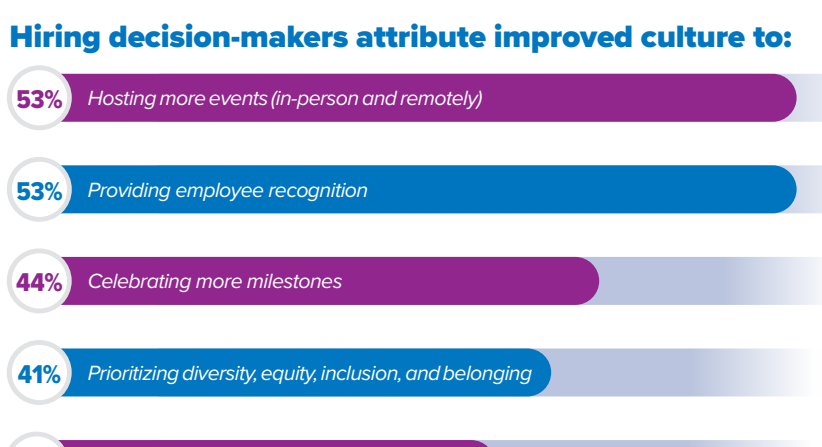 Hiring decision-makers attribute improved culture to:
53% Hosting more events (in-person and remotely)
53% Providing employee recognition
44% Celebrating more milestones
41% Prioritizing diversity, equity, inclusion, and belonging